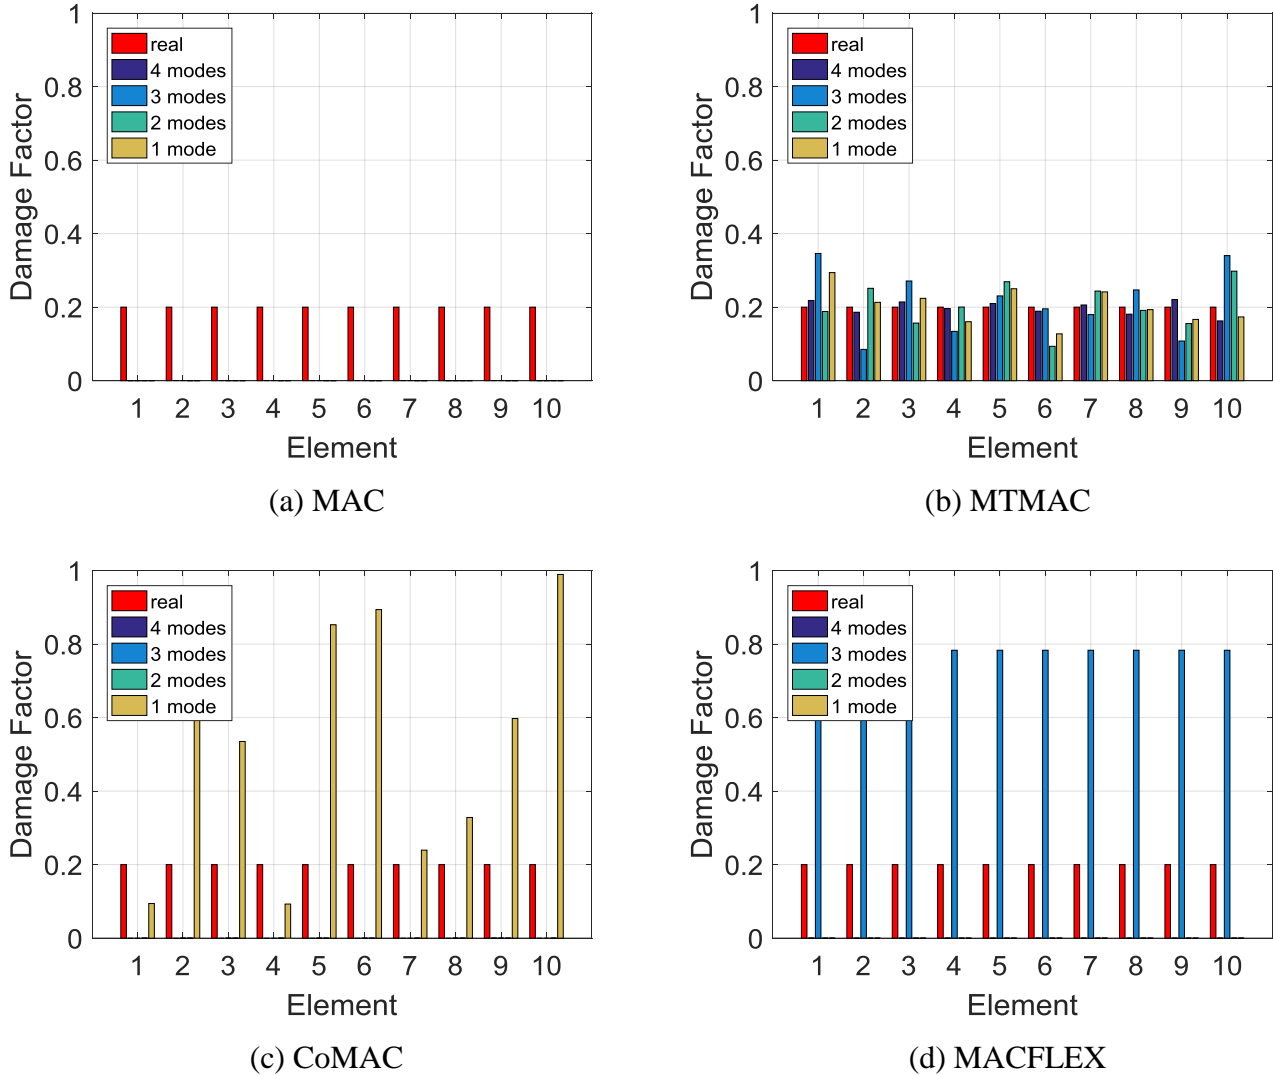 1
0.8
0.6
0.4
0.2
0
Damage Factor
real
4 modes
3 modes
2 modes
1 mode
1 2 3 4 5 6 7 8 9 10
Element
(a) MAC
1
0.8
0.6
0.4
0.2
0
Damage Factor
real
4 modes
3 modes
2 modes
1 mode
1 2 3 4 5 6 7 8 9 10
Element
(b) MTMAC
1
0.8
0.6
0.4
0.2
0
Damage Factor
real
4 modes
3 modes
2 modes
1 mode
1 2 3 4 5 6 7 8 9 10
Element
(c) CoMAC
1
0.8
0.6
0.4
0.2
0
Damage Factor
real
4 modes
3 modes
2 modes
1 mode
1 2 3 4 5 6 7 8 9 10
Element
(d) MACFLEX